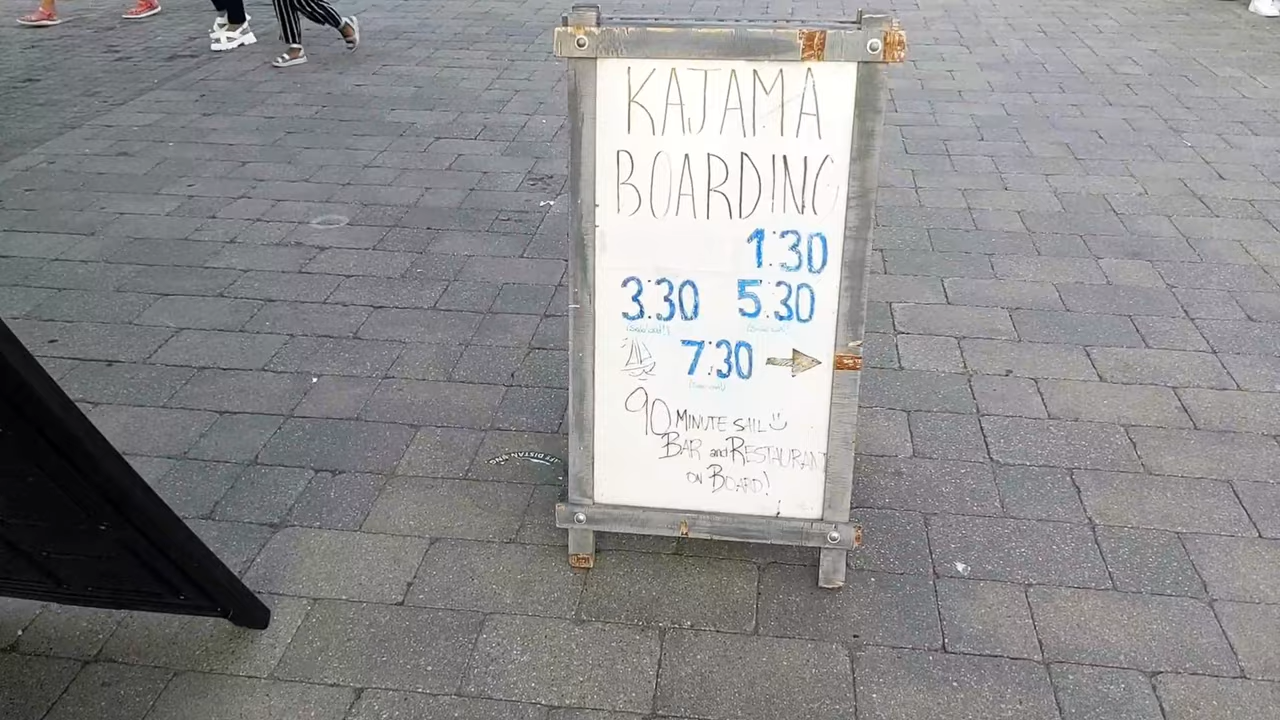 KAJAMA
BOARDING
1:30
3:30 5:30
7:30
90 MINUTE SAIL
BAR and RESTAURANT
ON BOARD!